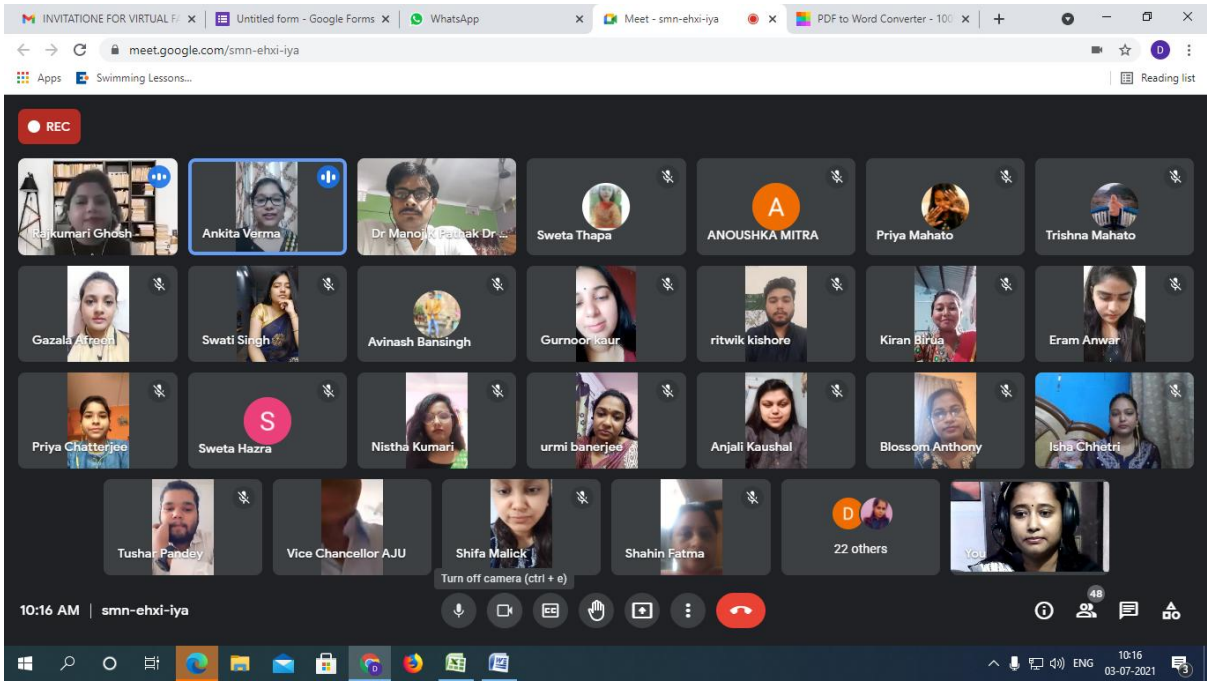 INVITATIONE FOR VIRTUAL FA
Untitled form - Google Forms
WhatsApp
Meet - smn-ehxi-iya
PDF to Word Converter - 100
meet.google.com/smn-ehxi-iya
D
Apps
Swimming Lessons...
Reading list
REC
Rajkumari Ghosh
Ankita Verma
Dr Manoj K Pathak Dr ...
Sweta Thapa
A
ANOUSHKA MITRA
Priya Mahato
Trishna Mahato
Gazala Afreen
Swati Singh
Avinash Bansingh
Gurnoor kaur
ritwik kishore
Kiran Birua
Eram Anwar
Priya Chatterjee
S
Sweta Hazra
Nistha Kumari
urmi banerjee
Anjali Kaushal
Blossom Anthony
Isha Chhetri
Tushar Pandey
Vice Chancellor AJU
Shifa Malick
Shahin Fatma
D
22 others
You
Turn off camera (ctrl + e)
10:16 AM | smn-ehxi-iya
48
ENG
10:16
03-07-2021
3